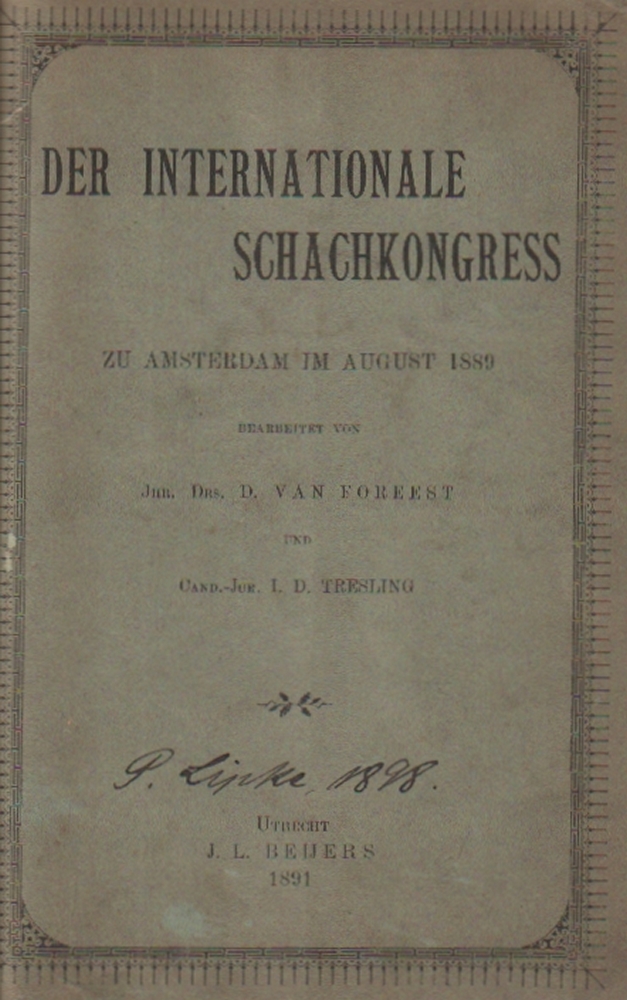 DER INTERNATIONALE
SCHACHKONGRESS
ZU AMSTERDAM IM AUGUST 1889
BEARBEITET VON
JHR. DRS. D. VAN FOREEST
UND
CAND.-JUR. I. D. TRESLING
P. Lipke, 1898.
UTRECHT
J. L. BEIJERS
1891